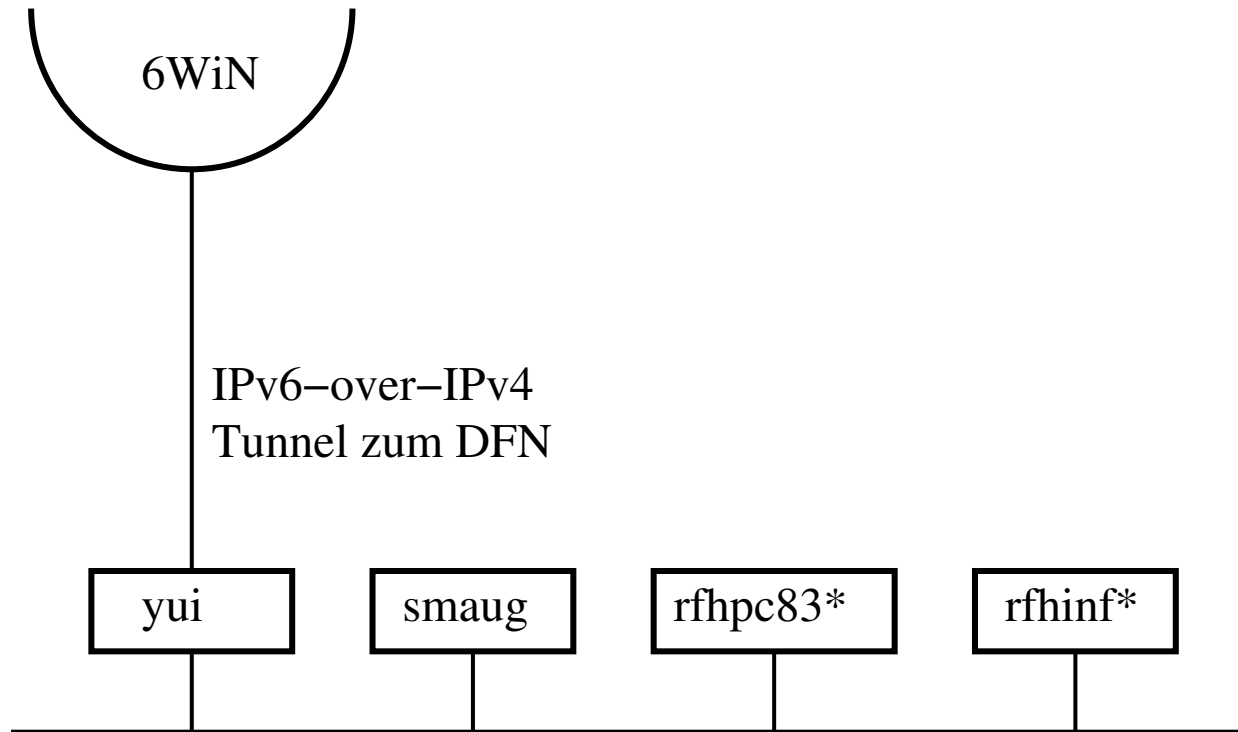 6WiN
IPv6−over−IPv4
Tunnel zum DFN
yui
smaug
rfhpc83*
rfhinf*